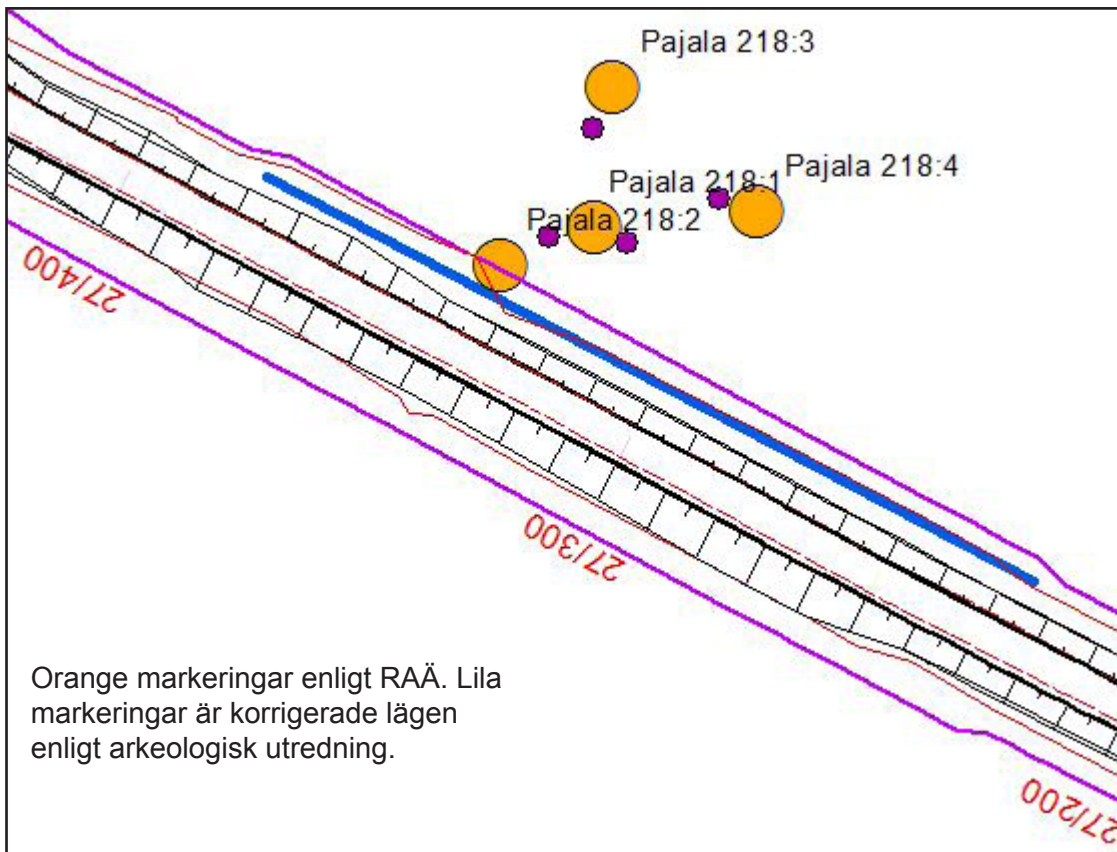 Pajala 218:3
Pajala 218:4
Pajala 218:1
Pajala 218:2
27/400
27/300
27/200
Orange markeringar enligt RAÄ. Lila
markeringar är korrigerade lägen
enligt arkeologisk utredning.